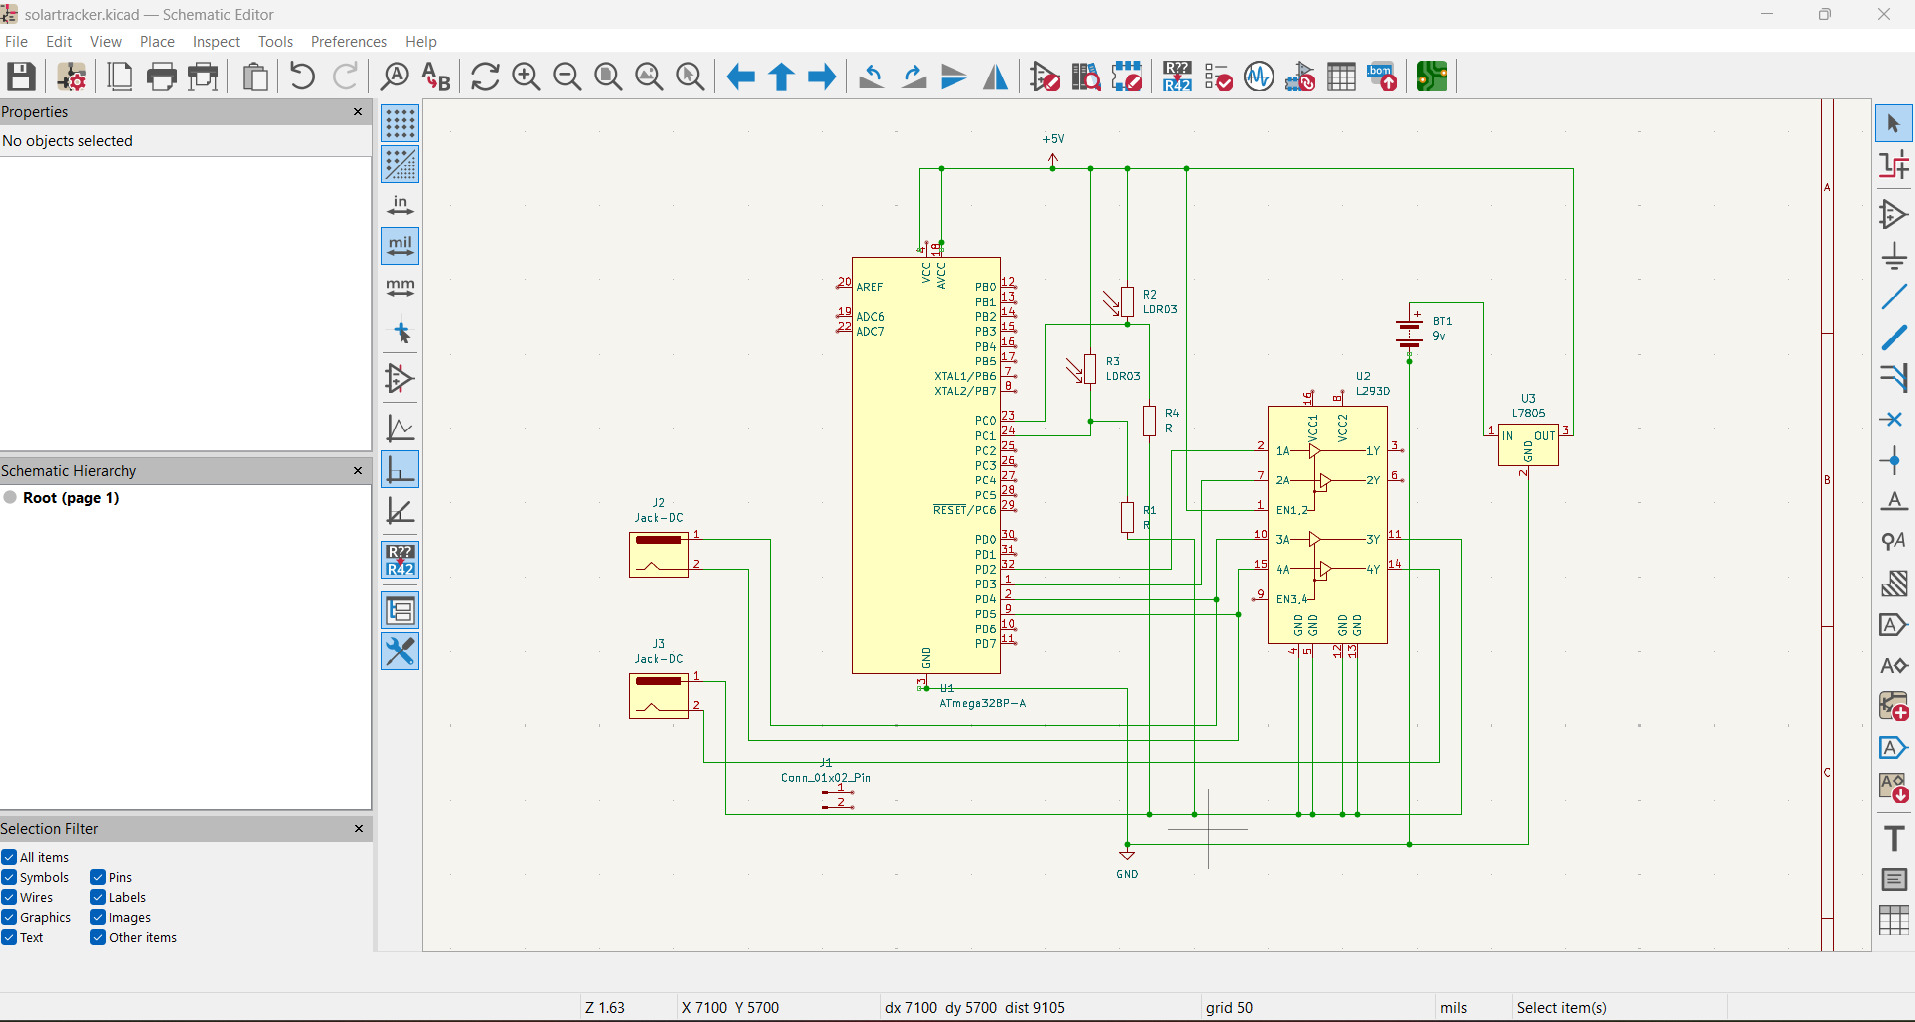 solartracker.kicad — Schematic Editor
File Edit View Place Inspect Tools Preferences Help
A
A B
R??
R42
.bom
Properties
No objects selected
in
mil
mm
R??
R42
Schematic Hierarchy
Root (page 1)
Selection Filter
All items
Symbols Pins
Wires Labels
Graphics Images
Text Other items
+5V
4 18
VCC AVCC
20 AREF
19 ADC6
22 ADC7
PB0 12
PB1 13
PB2 14
PB3 15
PB4 16
PB5 17
XTAL1/PB6 7
XTAL2/PB7 8
PC0 23
PC1 24
PC2 25
PC3 26
PC4 27
PC5 28
RESET/PC6 29
PD0 30
PD1 31
PD2 32
PD3 1
PD4 2
PD5 9
PD6 10
PD7 11
GND
3
U1
ATmega328P-A
R2
LDR03
R3
LDR03
R4
R
R1
R
BT1
9v
+
U2
L293D
16 8
VCC1 VCC2
2 1A 1Y 3
7 2A 2Y 6
1 EN1,2
10 3A 3Y 11
15 4A 4Y 14
9 EN3,4
GND GND GND GND
4 5 12 13
U3
L7805
1 IN OUT 3
GND
2
J2
Jack-DC
1
2
J3
Jack-DC
1
2
J1
Conn_01x02_Pin
1
2
GND
A
B
C
A
A
A
A
A
A
T
Z 1.63 X 7100 Y 5700 dx 7100 dy 5700 dist 9105 grid 50 mils Select item(s)